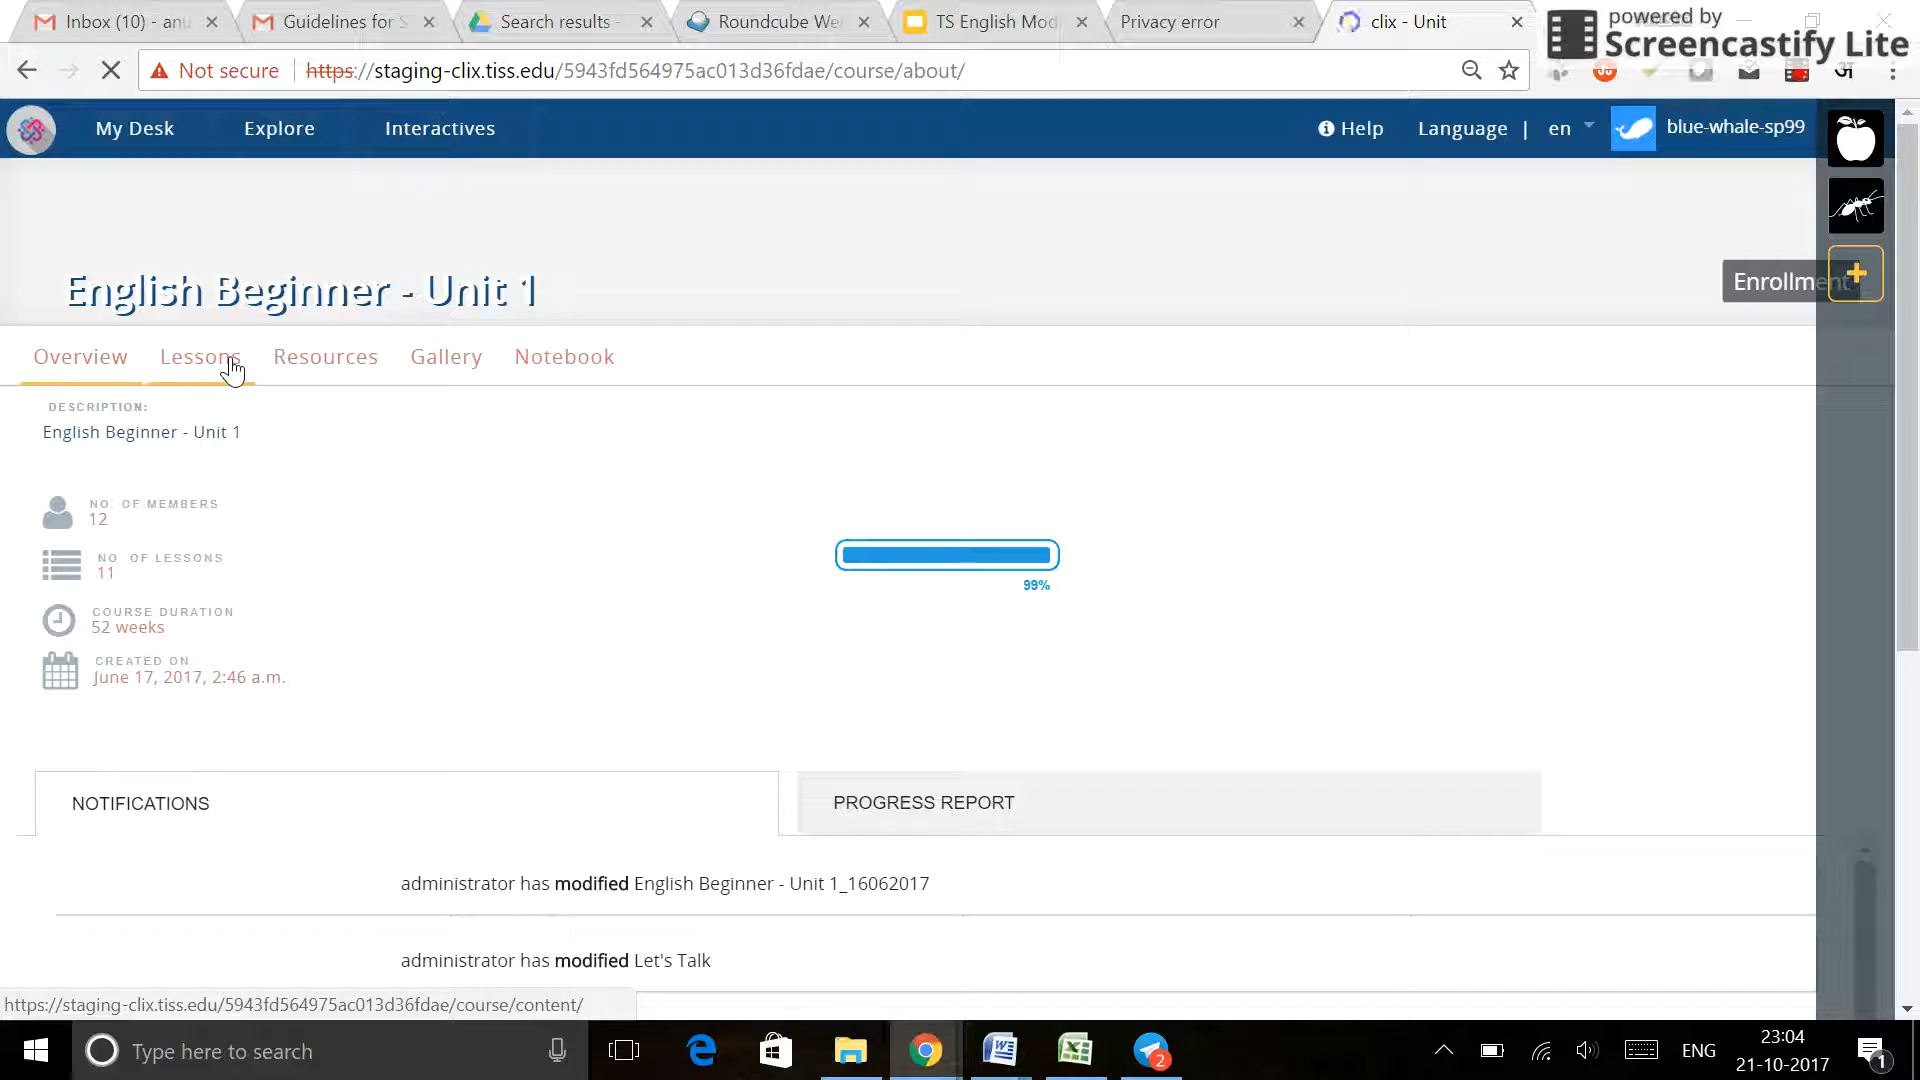 Inbox (10) - anu
Guidelines for S
Search results -
Roundcube We
TS English Mod
Privacy error
clix - Unit
powered by
Screencastify Lite
Not secure
https://staging-clix.tiss.edu/5943fd564975ac013d36fdae/course/about/
My Desk
Explore
Interactives
Help
Language | en
blue-whale-sp99
English Beginner - Unit 1
Enrollment
Overview
Lessons
Resources
Gallery
Notebook
DESCRIPTION:
English Beginner - Unit 1
NO. OF MEMBERS
12
NO. OF LESSONS
11
COURSE DURATION
52 weeks
CREATED ON
June 17, 2017, 2:46 a.m.
99%
NOTIFICATIONS
PROGRESS REPORT
administrator has modified English Beginner - Unit 1_16062017
administrator has modified Let's Talk
https://staging-clix.tiss.edu/5943fd564975ac013d36fdae/course/content/
Type here to search
2
ENG
23:04
21-10-2017
1